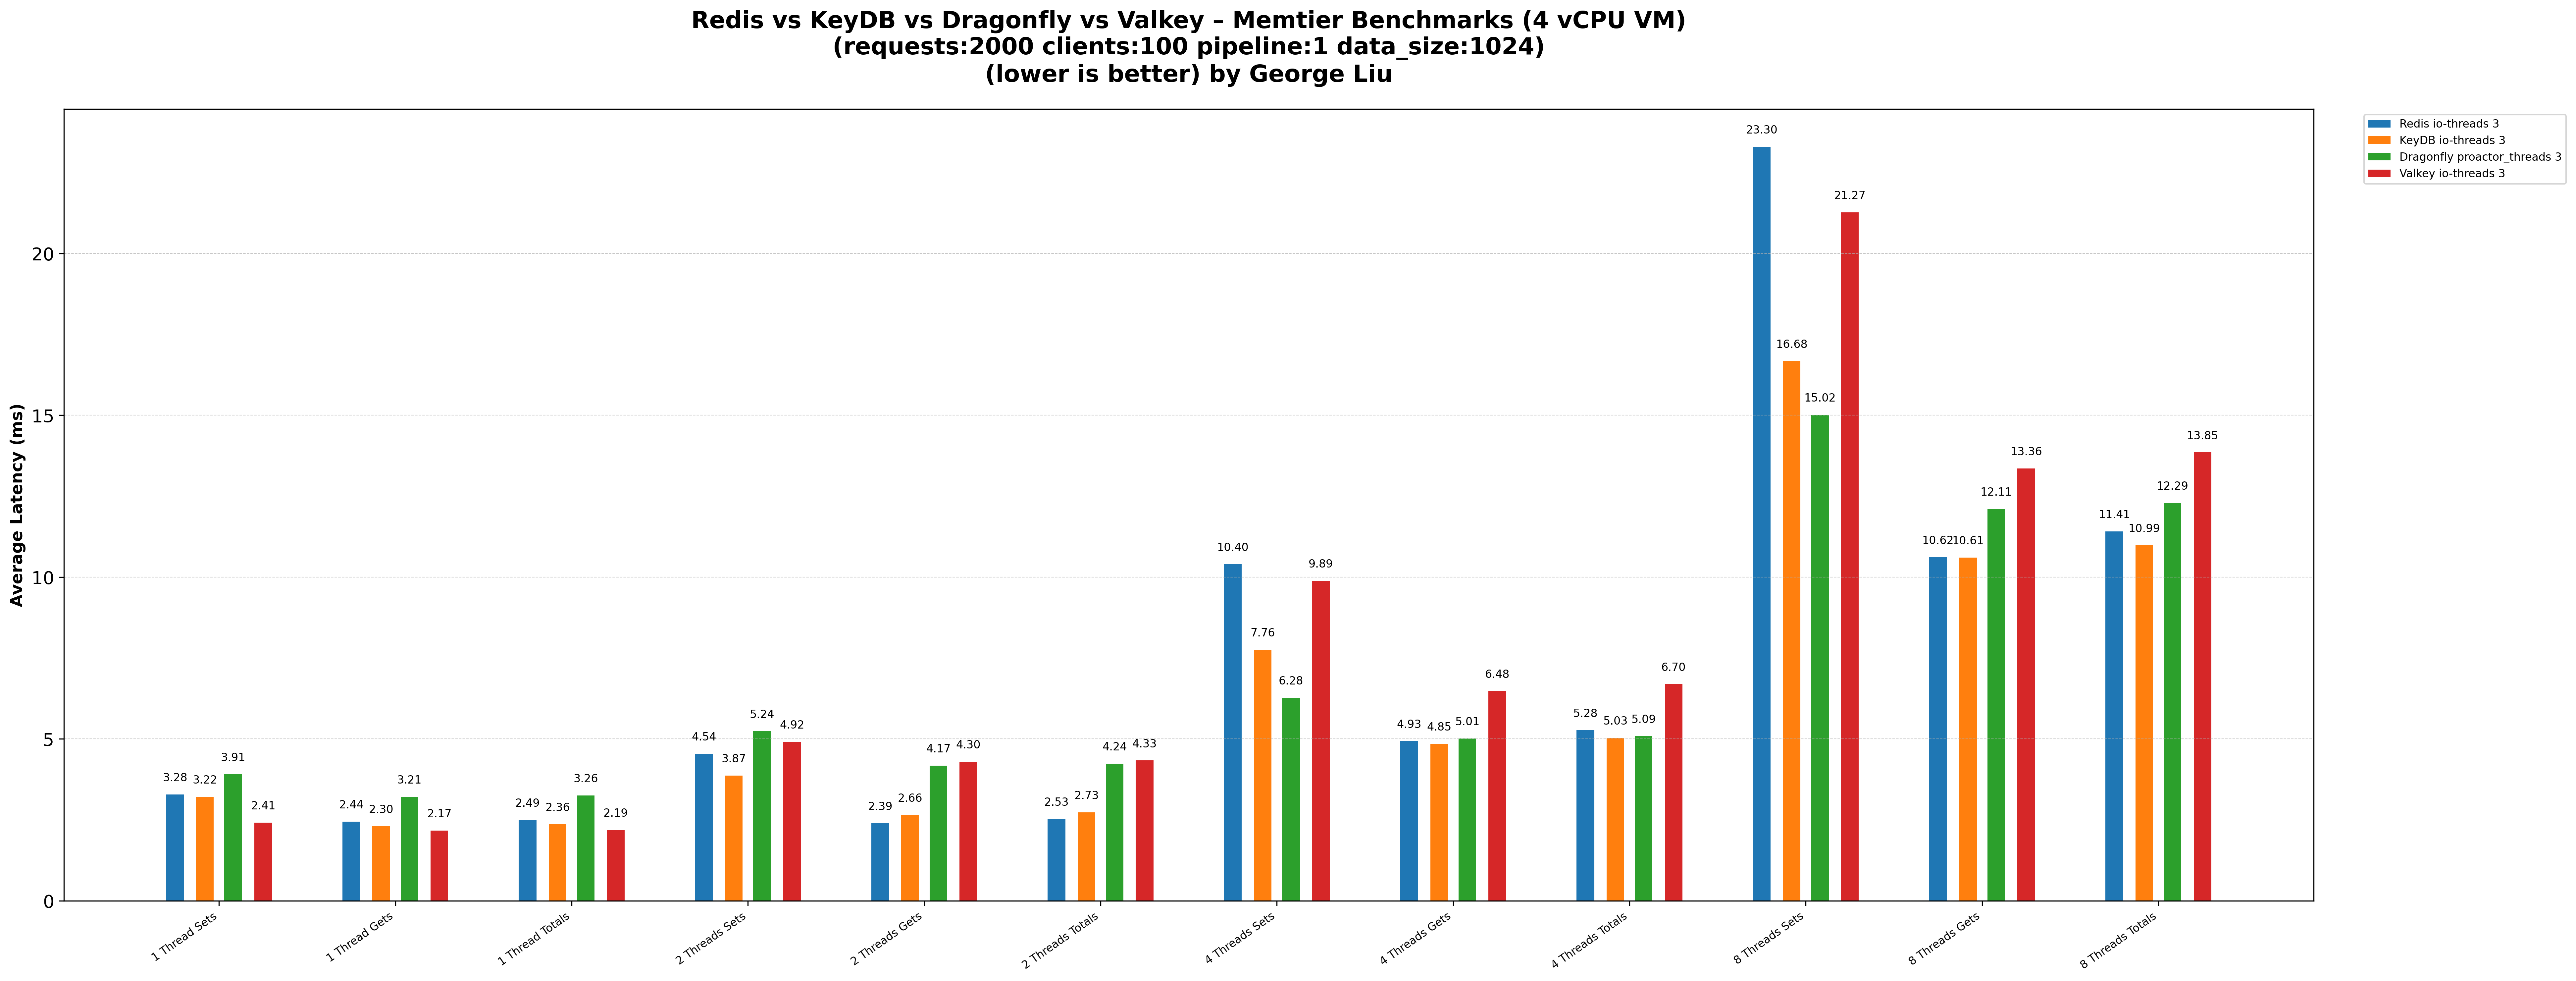 Redis vs KeyDB vs Dragonfly vs Valkey – Memtier Benchmarks (4 vCPU VM)
(requests:2000 clients:100 pipeline:1 data_size:1024)
(lower is better) by George Liu
Redis io-threads 3
KeyDB io-threads 3
Dragonfly proactor_threads 3
Valkey io-threads 3
Average Latency (ms)
20
15
10
5
0
3.28 3.22 3.91 2.41
2.44 2.30 3.21 2.17
2.49 2.36 3.26 2.19
4.54 3.87 5.24 4.92
2.39 2.66 4.17 4.30
2.53 2.73 4.24 4.33
10.40 7.76 6.28 9.89
4.93 4.85 5.01 6.48
5.28 5.03 5.09 6.70
23.30 16.68 15.02 21.27
10.62 10.61 12.11 13.36
11.41 10.99 12.29 13.85
1 Thread Sets
1 Thread Gets
1 Thread Totals
2 Threads Sets
2 Threads Gets
2 Threads Totals
4 Threads Sets
4 Threads Gets
4 Threads Totals
8 Threads Sets
8 Threads Gets
8 Threads Totals